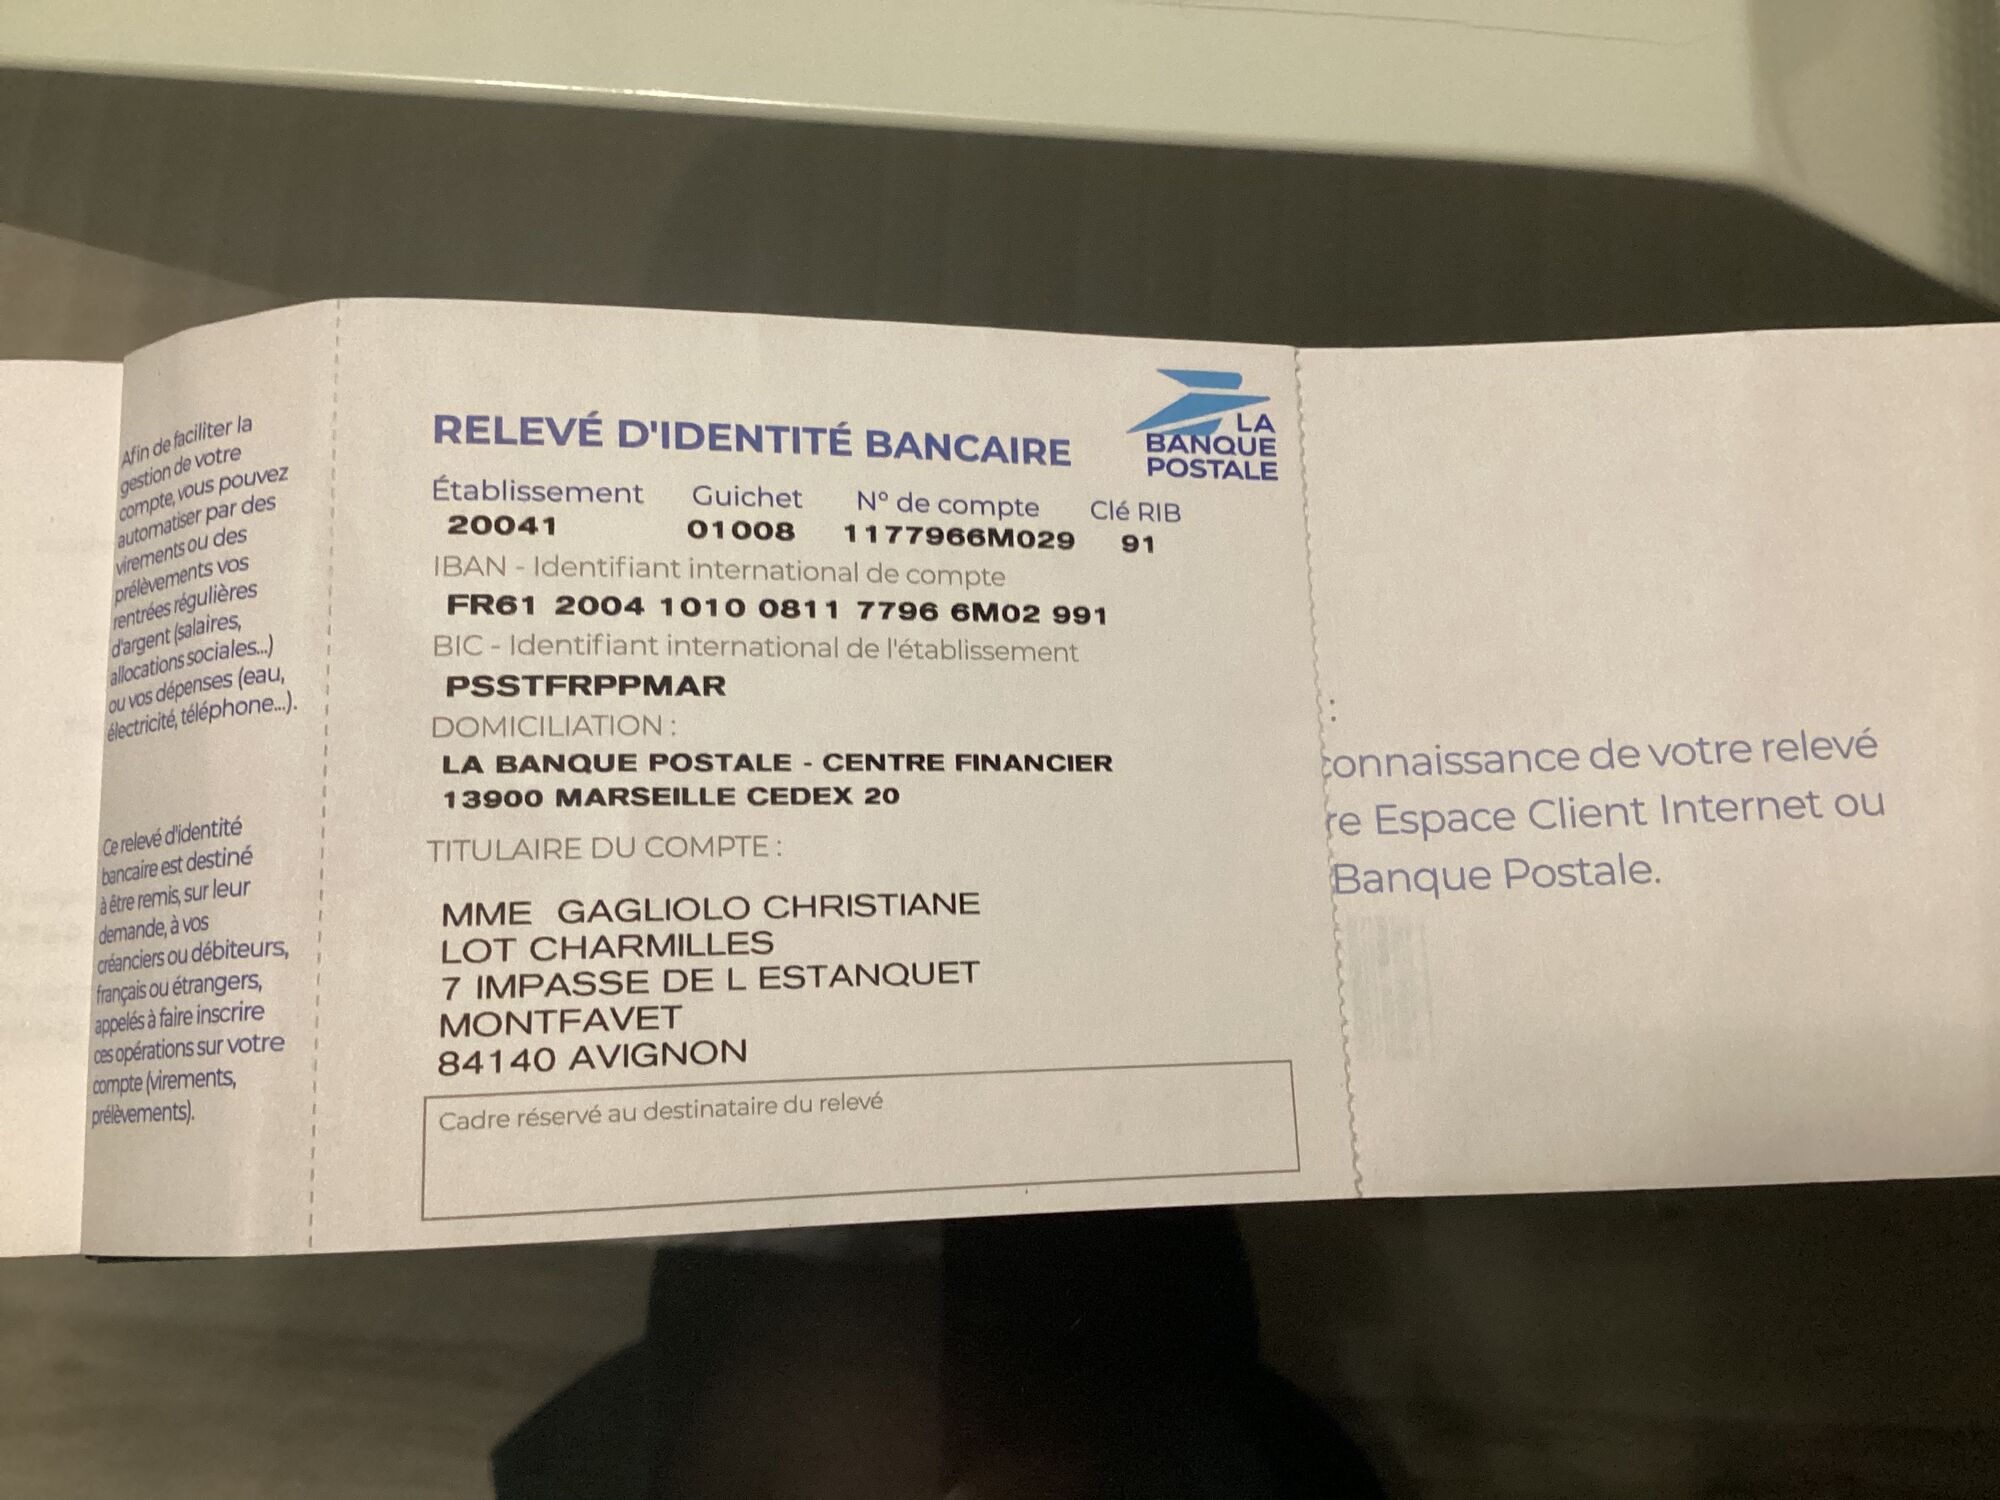 Afin de faciliter la
gestion de votre
compte, vous pouvez
automatiser par des
virements ou des
prélèvements vos
rentrées régulières
d'argent (salaires,
allocations sociales...)
ou vos dépenses (eau,
électricité, téléphone...).
Ce relevé d'identité
bancaire est destiné
à être remis, sur leur
demande, à vos
créanciers ou débiteurs,
français ou étrangers,
appelés à faire inscrire
ces opérations sur votre
compte (virements,
prélèvements).
RELEVÉ D'IDENTITÉ BANCAIRE
LA
BANQUE
POSTALE
Établissement Guichet N° de compte Clé RIB
20041 01008 1177966M029 91
IBAN - Identifiant international de compte
FR61 2004 1010 0811 7796 6M02 991
BIC - Identifiant international de l'établissement
PSSTFRPPMAR
DOMICILIATION :
LA BANQUE POSTALE - CENTRE FINANCIER
13900 MARSEILLE CEDEX 20
TITULAIRE DU COMPTE :
MME GAGLIOLO CHRISTIANE
LOT CHARMILLES
7 IMPASSE DE L ESTANQUET
MONTFAVET
84140 AVIGNON
Cadre réservé au destinataire du relevé
connaissance de votre relevé
re Espace Client Internet ou
Banque Postale.